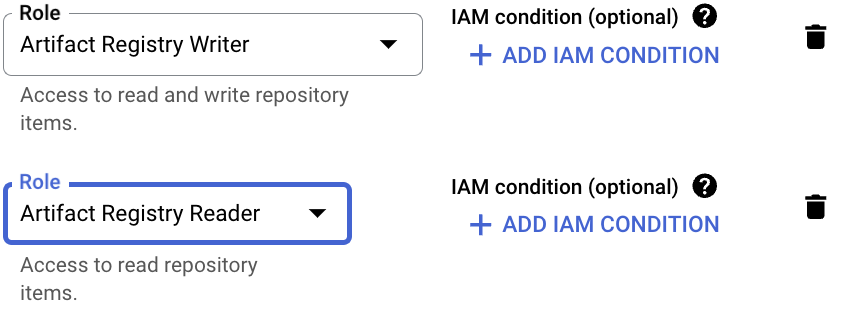 Role
Artifact Registry Writer
IAM condition (optional) ?
+ ADD IAM CONDITION
Access to read and write repository
items.
Role
Artifact Registry Reader
IAM condition (optional) ?
+ ADD IAM CONDITION
Access to read repository
items.